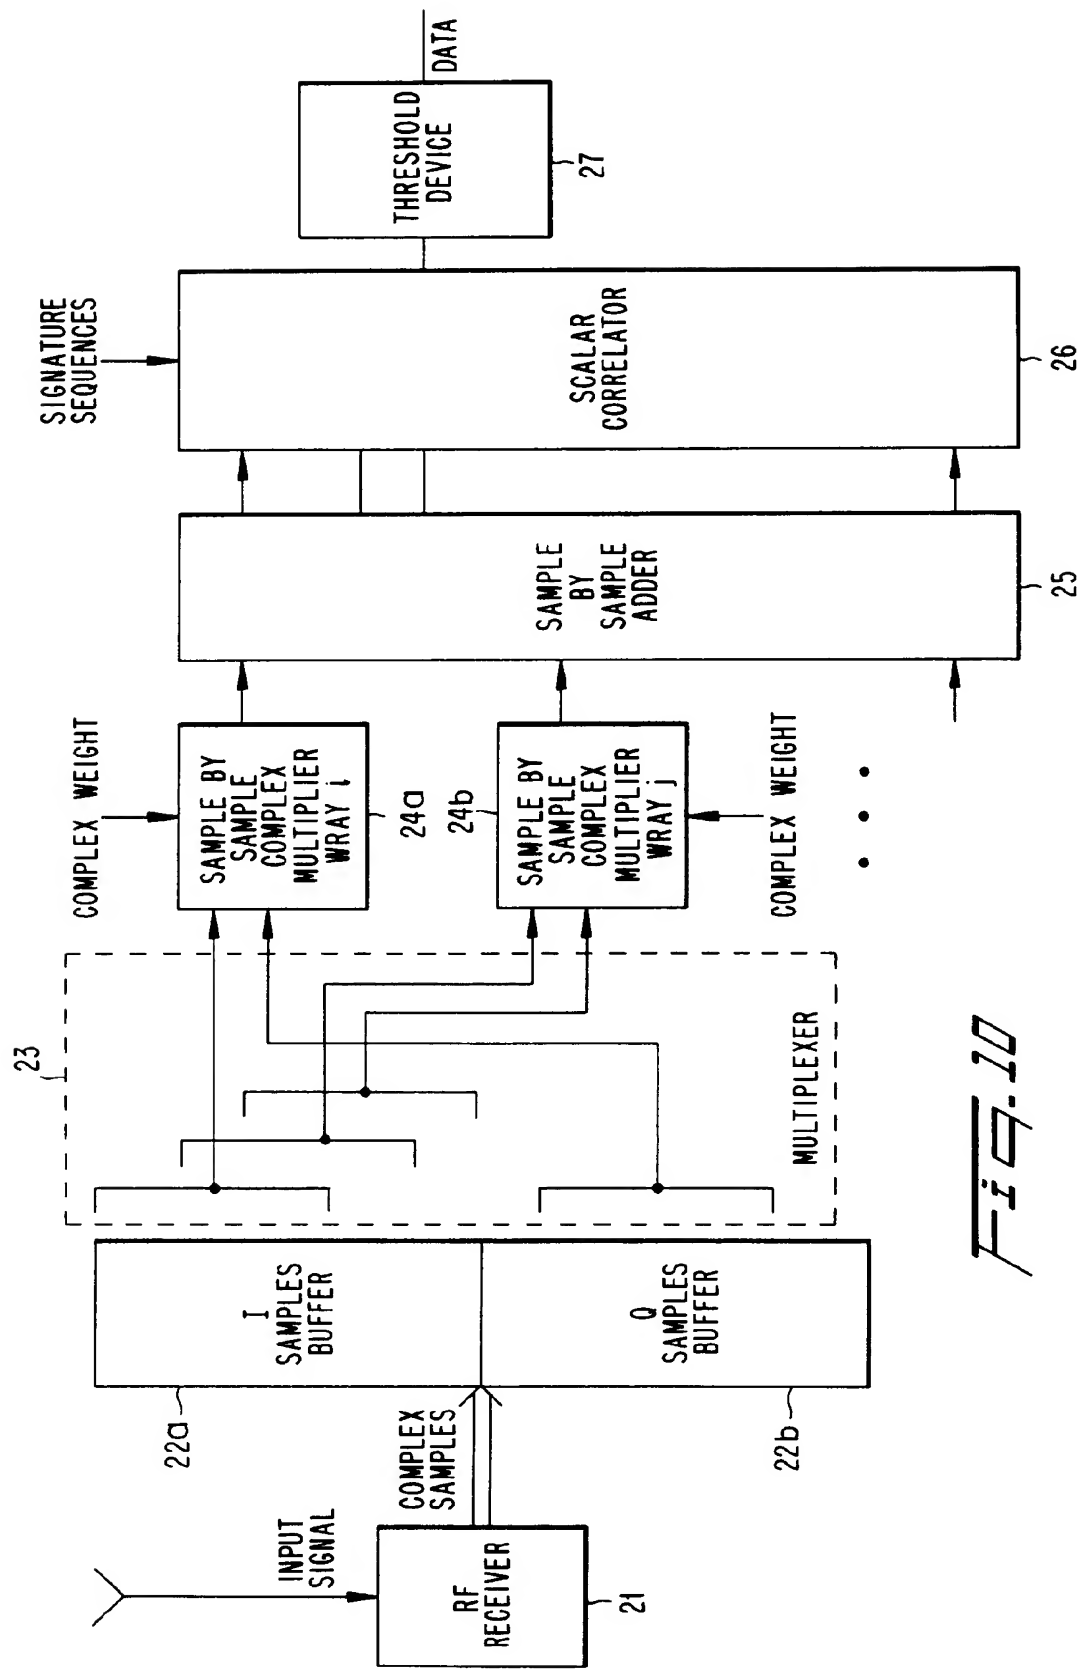 INPUT
SIGNAL
RF
RECEIVER
21
COMPLEX
SAMPLES
22a
I
SAMPLES
BUFFER
Q
SAMPLES
BUFFER
22b
23
MULTIPLEXER
COMPLEX WEIGHT
SAMPLE BY
SAMPLE
COMPLEX
MULTIPLIER
WRAY i
24a
24b
SAMPLE BY
SAMPLE
COMPLEX
MULTIPLIER
WRAY j
COMPLEX WEIGHT
SAMPLE
BY
SAMPLE
ADDER
25
SIGNATURE
SEQUENCES
SCALAR
CORRELATOR
26
THRESHOLD
DEVICE
27
DATA
Fig. 10